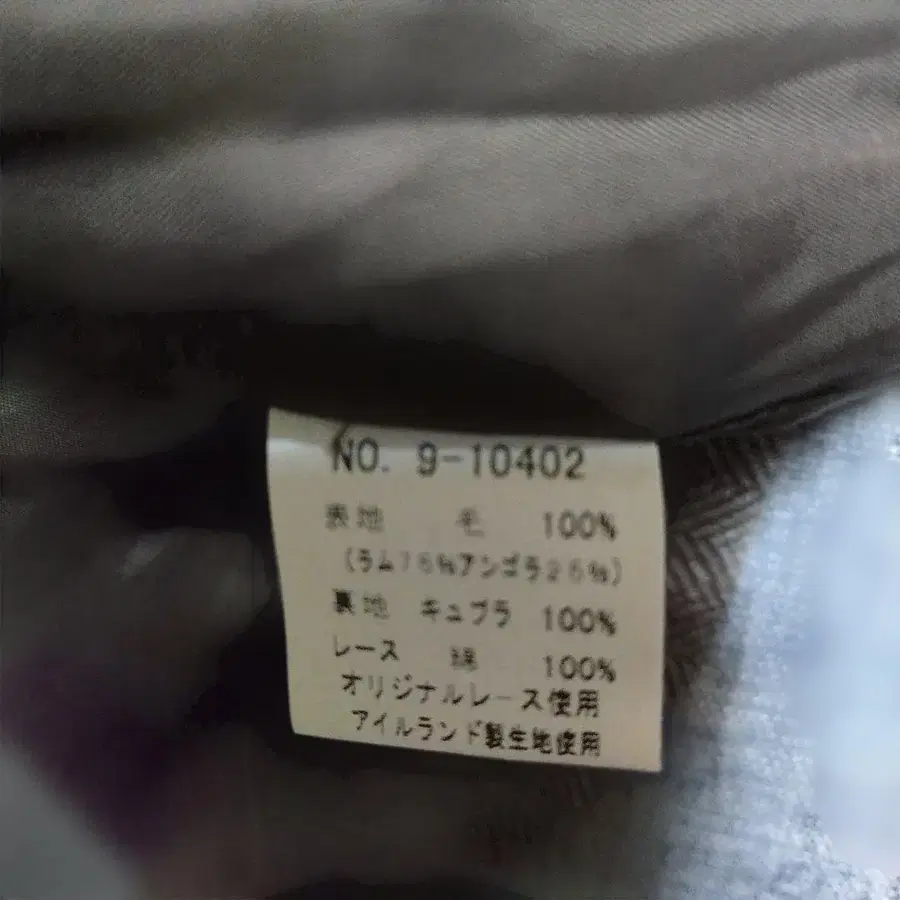 NO. 9-10402
表地 毛 100%
(ラム75%アンゴラ25%)
裏地 キュプラ 100%
レース 綿 100%
オリジナルレース使用
アイルランド製生地使用